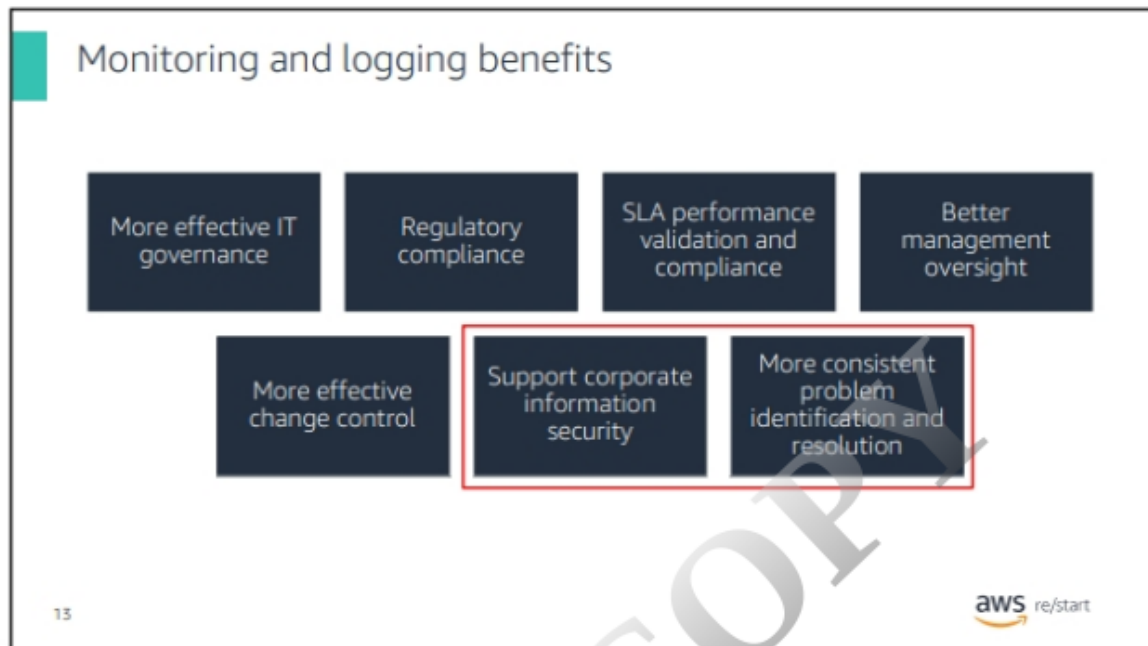 Monitoring and logging benefits
More effective IT
governance
Regulatory
compliance
SLA performance
validation and
compliance
Better
management
oversight
More effective
change control
Support corporate
information
security
More consistent
problem
identification and
resolution
COPY
13
aws re/start